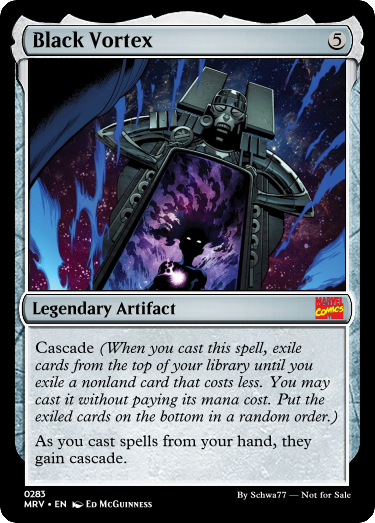 Black Vortex 5
Legendary Artifact
MARVEL
COMICS
Cascade (When you cast this spell, exile
cards from the top of your library until you
exile a nonland card that costs less. You may
cast it without paying its mana cost. Put the
exiled cards on the bottom in a random order.)
As you cast spells from your hand, they
gain cascade.
0283
MRV • EN Ed McGuinness
By Schwa77 — Not for Sale